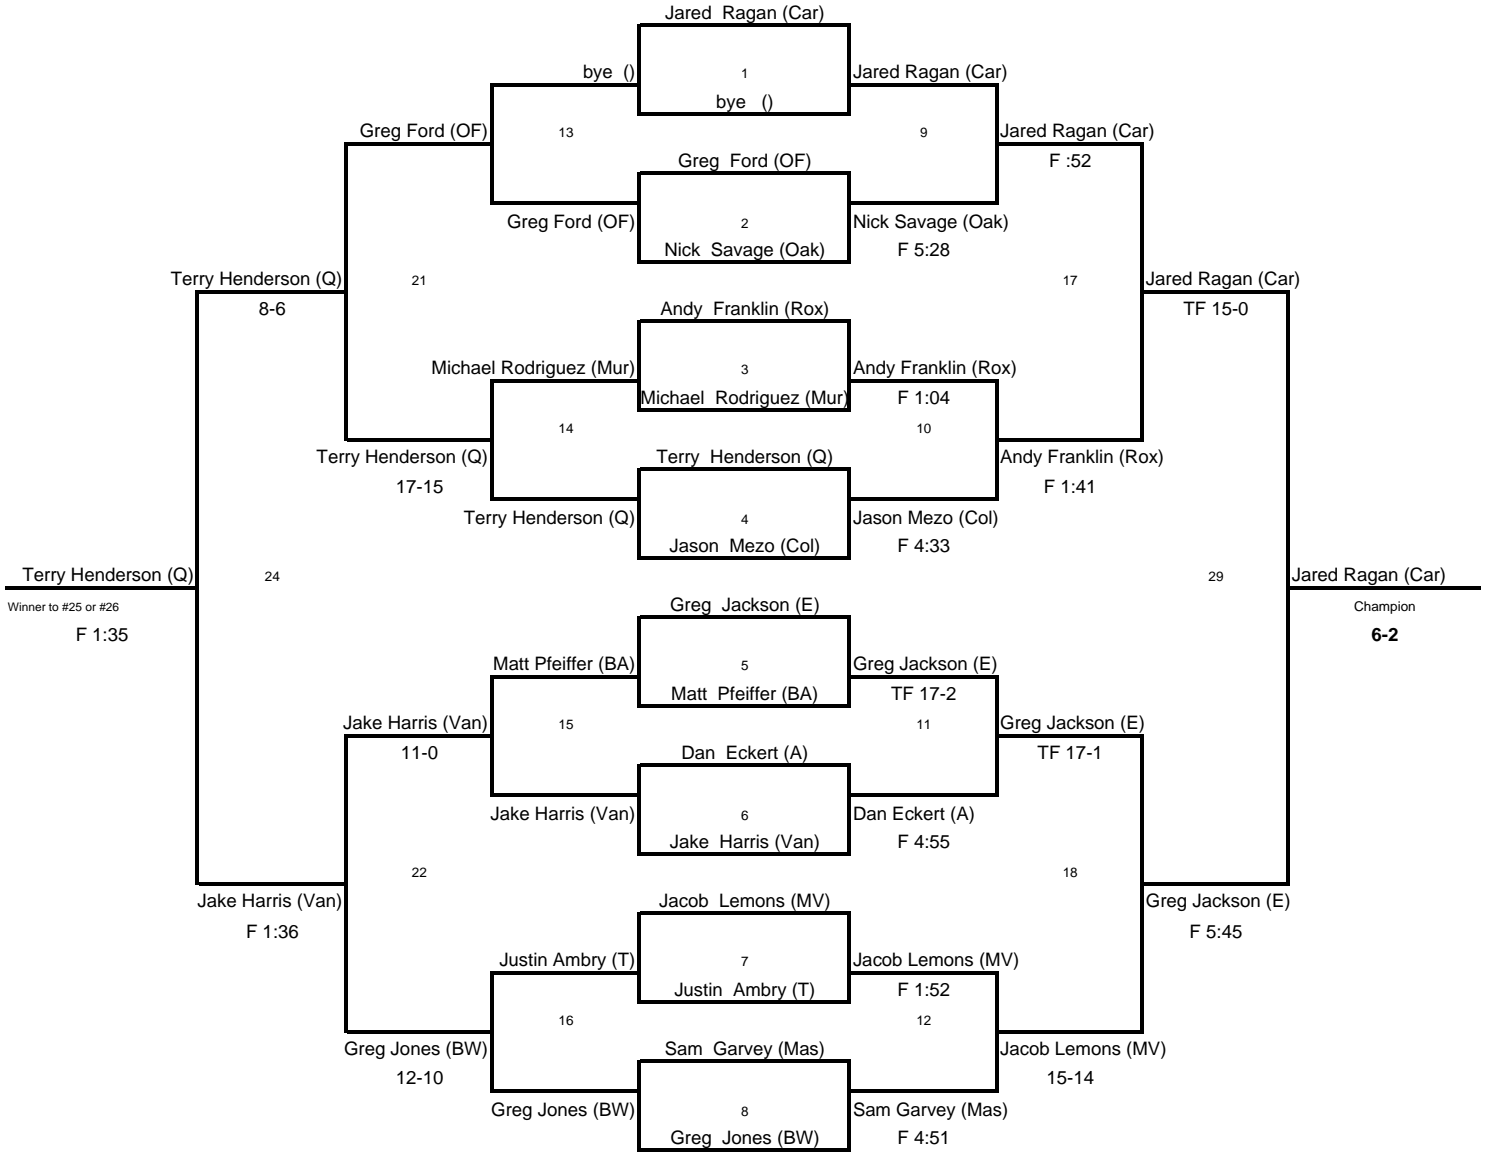 Jared Ragan (Car)
bye ()
1
Jared Ragan (Car)
bye ()
Greg Ford (OF)
13
9
Jared Ragan (Car)
Greg Ford (OF)
F :52
Greg Ford (OF)
2
Nick Savage (Oak)
Nick Savage (Oak)
F 5:28
Terry Henderson (Q)
21
17
Jared Ragan (Car)
8-6
Andy Franklin (Rox)
TF 15-0
Michael Rodriguez (Mur)
3
Andy Franklin (Rox)
Michael Rodriguez (Mur)
F 1:04
14
10
Terry Henderson (Q)
Terry Henderson (Q)
Andy Franklin (Rox)
17-15
F 1:41
Terry Henderson (Q)
4
Jason Mezo (Col)
Jason Mezo (Col)
F 4:33
Terry Henderson (Q)
24
29
Jared Ragan (Car)
Winner to #25 or #26
Greg Jackson (E)
Champion
F 1:35
6-2
Matt Pfeiffer (BA)
5
Greg Jackson (E)
Matt Pfeiffer (BA)
TF 17-2
Jake Harris (Van)
15
11
Greg Jackson (E)
11-0
Dan Eckert (A)
TF 17-1
Jake Harris (Van)
6
Dan Eckert (A)
Jake Harris (Van)
F 4:55
22
18
Jake Harris (Van)
Jacob Lemons (MV)
Greg Jackson (E)
F 1:36
F 5:45
Justin Ambry (T)
7
Jacob Lemons (MV)
Justin Ambry (T)
F 1:52
16
12
Greg Jones (BW)
Sam Garvey (Mas)
Jacob Lemons (MV)
12-10
15-14
Greg Jones (BW)
8
Sam Garvey (Mas)
Greg Jones (BW)
F 4:51